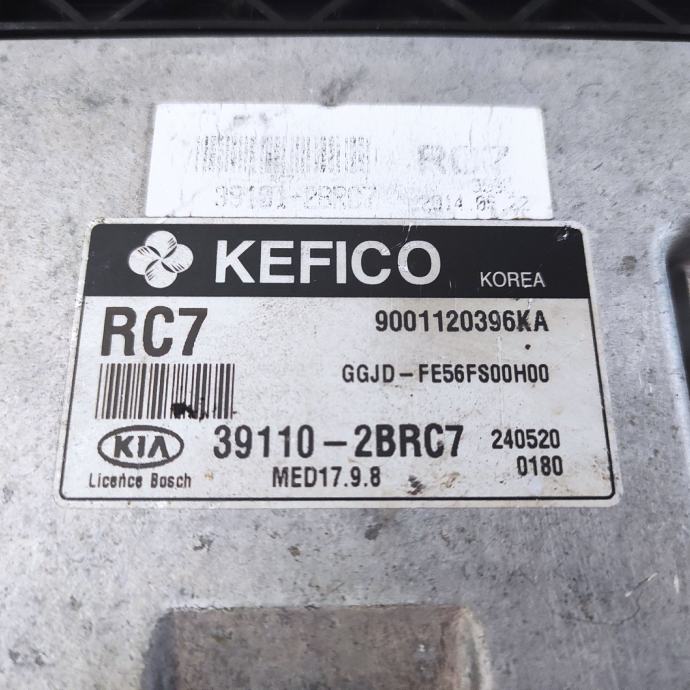 RC7
39101-2BRC7
2014.05.22
KEFICO KOREA
RC7 9001120396KA
GGJD-FE56FS00H00
KIA 39110-2BRC7 240520
0180
Licence Bosch MED17.9.8